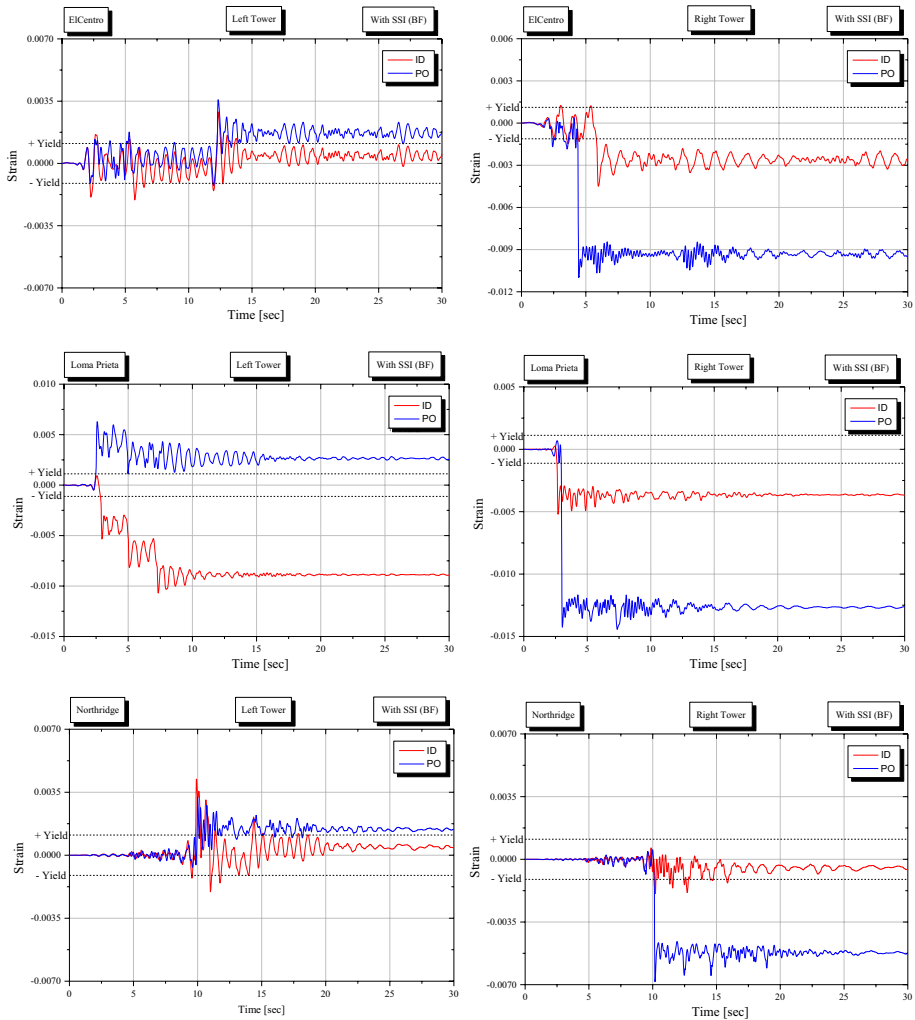 ElCentro
Left Tower
With SSI (BF)
0.0070
0.0035
+ Yield
0.0000
- Yield
-0.0035
-0.0070
Strain
ID
PO
0 5 10 15 20 25 30
Time [sec]
ElCentro
Right Tower
With SSI (BF)
0.006
0.003
+ Yield
0.000
- Yield
-0.003
-0.006
-0.009
-0.012
Strain
ID
PO
0 5 10 15 20 25 30
Time [sec]
Loma Prieta
Left Tower
With SSI (BF)
0.010
0.005
+ Yield
0.000
- Yield
-0.005
-0.010
-0.015
Strain
ID
PO
0 5 10 15 20 25 30
Time [sec]
Loma Prieta
Right Tower
With SSI (BF)
0.005
+ Yield
0.000
- Yield
-0.005
-0.010
-0.015
Strain
ID
PO
0 5 10 15 20 25 30
Time [sec]
Northridge
Left Tower
With SSI (BF)
0.0070
0.0035
+ Yield
0.0000
- Yield
-0.0035
-0.0070
Strain
ID
PO
0 5 10 15 20 25 30
Time [sec]
Northridge
Right Tower
With SSI (BF)
0.0070
0.0035
+ Yield
0.0000
- Yield
-0.0035
-0.0070
Strain
ID
PO
0 5 10 15 20 25 30
Time [sec]